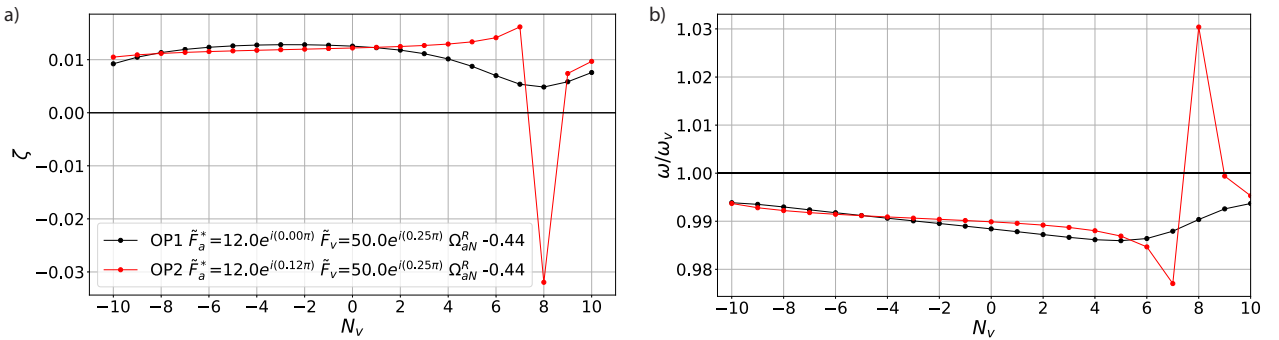 a)
0.01
0.00
−0.01
−0.02
−0.03
ζ
OP1 F̃a*=12.0e^{i(0.00π)} F̃v=50.0e^{i(0.25π)} Ω^R_{aN} -0.44
OP2 F̃a*=12.0e^{i(0.12π)} F̃v=50.0e^{i(0.25π)} Ω^R_{aN} -0.44
−10 −8 −6 −4 −2 0 2 4 6 8 10
N_v
b)
1.03
1.02
1.01
1.00
0.99
0.98
ω/ω_v
−10 −8 −6 −4 −2 0 2 4 6 8 10
N_v